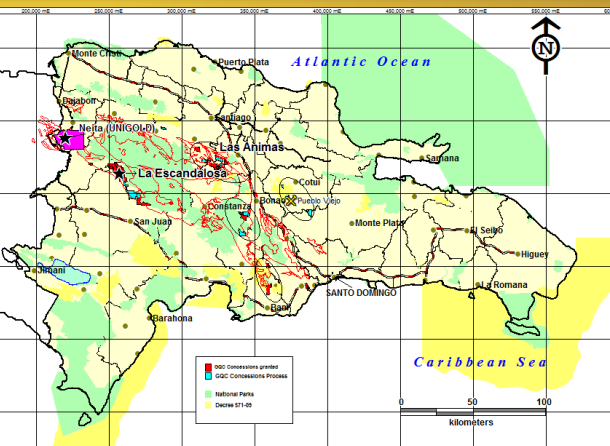 200,000 mE
250,000 mE
300,000 mE
350,000 mE
400,000 mE
450,000 mE
500,000 mE
550,000 mE
Monte Cristi
Puerto Plata
Atlantic Ocean
N
Dajabon
Santiago
Neita (UNIGOLD)
Las Animas
Samana
La Escandalosa
Cotui
Constanza
Bonao
Pueblo Viejo
San Juan
Monte Plata
El Seibo
Higuey
Jimani
SANTO DOMINGO
La Romana
Barahona
Bani
Caribbean Sea
GQC Concessions granted
GQC Concessions Process
National Parks
Decree 571-09
0 50 100
kilometers